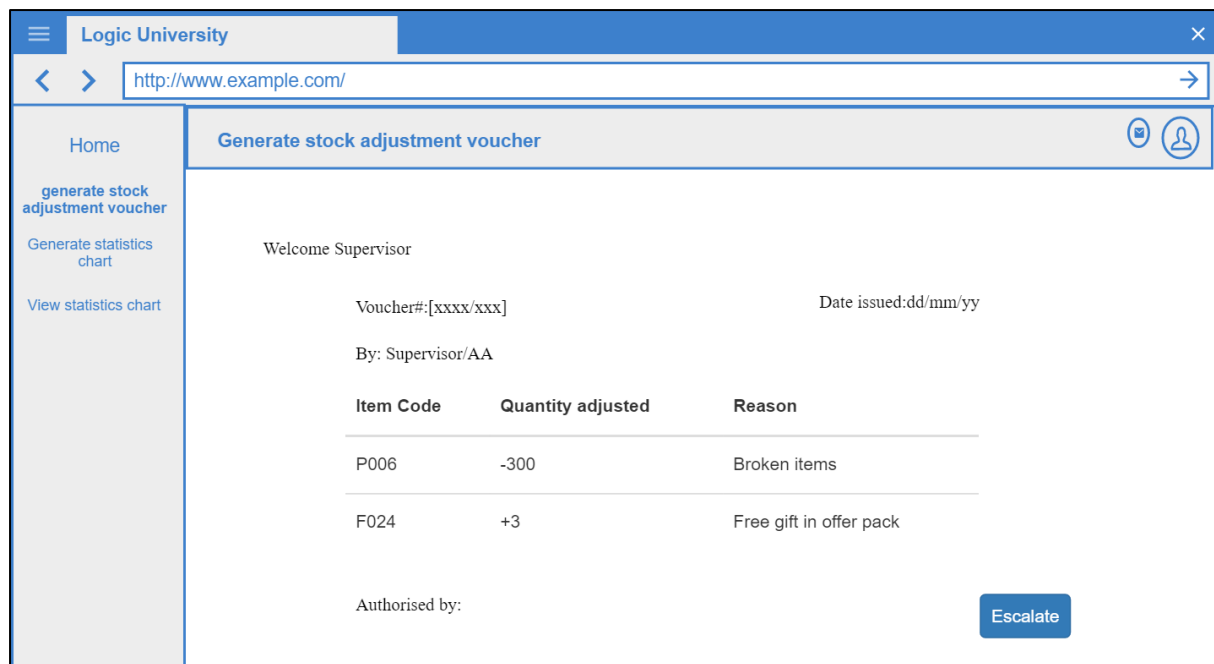 Logic University
http://www.example.com/
Home
generate stock
adjustment voucher
Generate statistics
chart
View statistics chart
Generate stock adjustment voucher
Welcome Supervisor
Voucher#:[xxxx/xxx] Date issued:dd/mm/yy
By: Supervisor/AA
Item Code Quantity adjusted Reason
P006 -300 Broken items
F024 +3 Free gift in offer pack
Authorised by:
Escalate